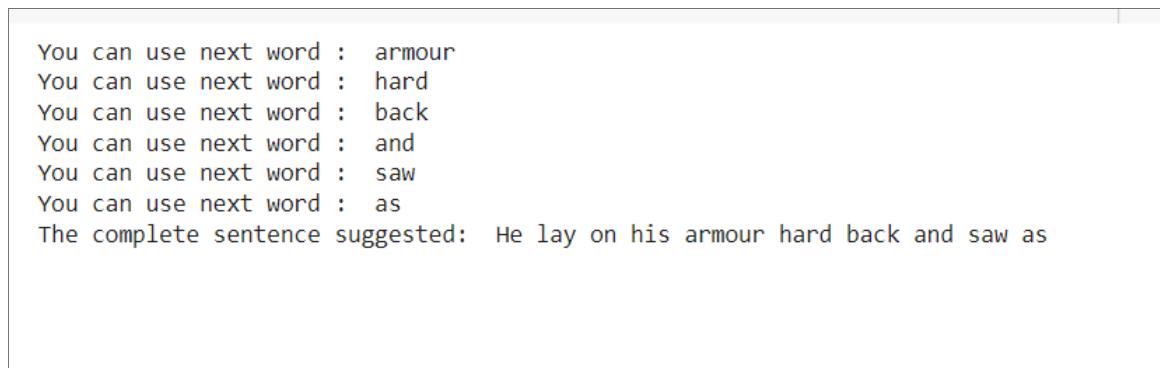 You can use next word :  armour
You can use next word :  hard
You can use next word :  back
You can use next word :  and
You can use next word :  saw
You can use next word :  as
The complete sentence suggested:  He lay on his armour hard back and saw as